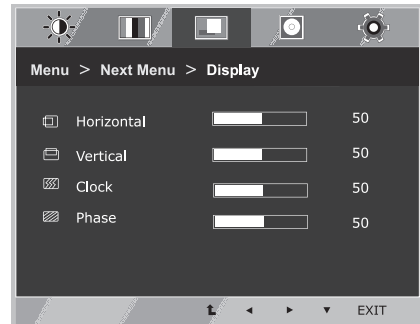 Menu > Next Menu > Display
Horizontal 50
Vertical 50
Clock 50
Phase 50
EXIT